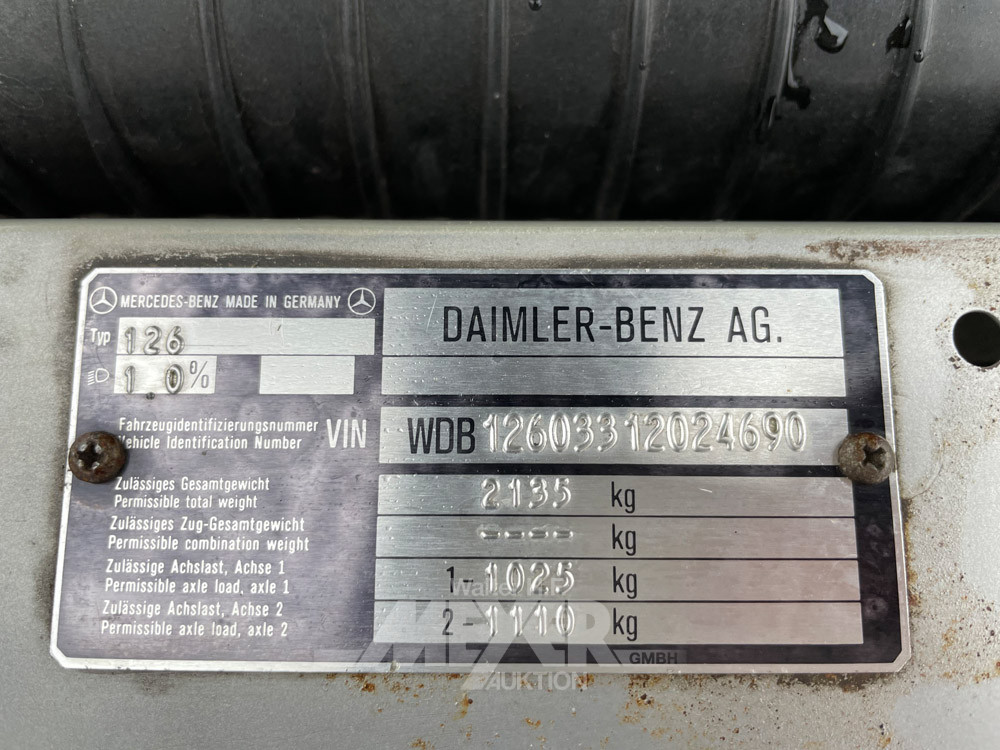 MERCEDES-BENZ MADE IN GERMANY
DAIMLER-BENZ AG.
Typ 126
1.0%
Fahrzeugidentifizierungsnummer
Vehicle Identification Number
VIN WDB12603312024690
Zulässiges Gesamtgewicht
Permissible total weight
2135 kg
Zulässiges Zug-Gesamtgewicht
Permissible combination weight
---- kg
Zulässige Achslast, Achse 1
Permissible axle load, axle 1
1-1025 kg
Zulässige Achslast, Achse 2
Permissible axle load, axle 2
2-1110 kg
MEYER
GMBH
AUKTION